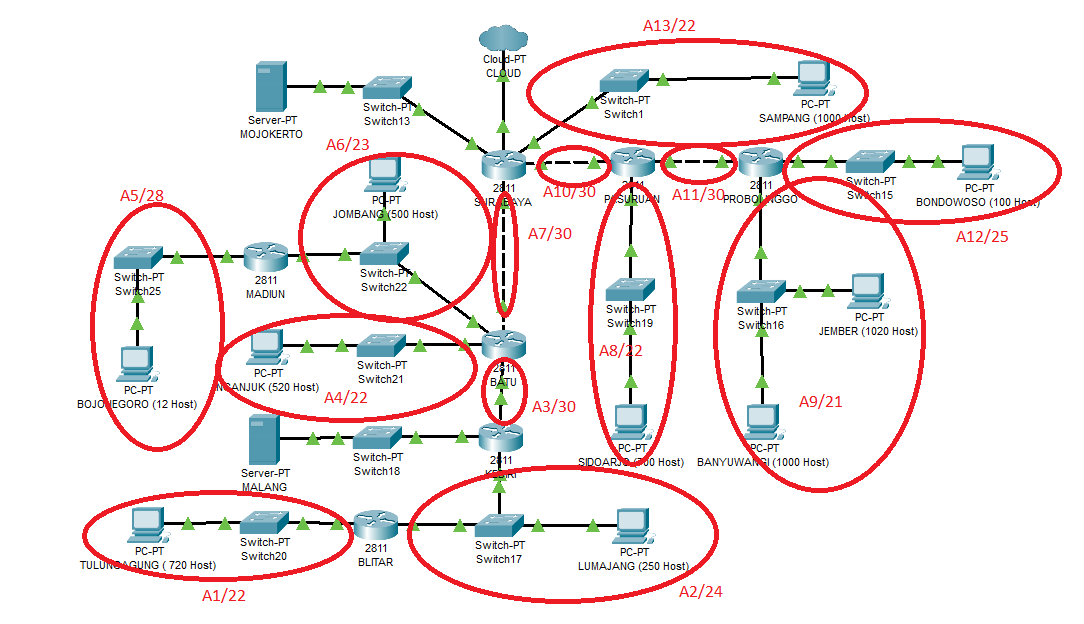 A13/22
Cloud-PT
CLOUD
Server-PT
MOJOKERTO
Switch-PT
Switch13
Switch-PT
Switch1
PC-PT
SAMPANG (1000 Host)
A6/23
A5/28
PC-PT
JOMBANG (500 Host)
2811
SURABAYA
A10/30
2811
PASURUAN
A11/30
2811
PROBOLINGGO
Switch-PT
Switch15
PC-PT
BONDOWOSO (100 Host)
A12/25
A7/30
Switch-PT
Switch25
2811
MADIUN
Switch-PT
Switch22
Switch-PT
Switch19
Switch-PT
Switch16
PC-PT
JEMBER (1020 Host)
A8/22
PC-PT
BOJONEGORO (12 Host)
PC-PT
NGANJUK (520 Host)
Switch-PT
Switch21
2811
BATU
A4/22
A3/30
A9/21
Server-PT
MALANG
Switch-PT
Switch18
2811
KEDIRI
PC-PT
SIDOARJO (700 Host)
PC-PT
BANYUWANGI (1000 Host)
PC-PT
TULUNGAGUNG ( 720 Host)
Switch-PT
Switch20
2811
BLITAR
Switch-PT
Switch17
PC-PT
LUMAJANG (250 Host)
A1/22
A2/24